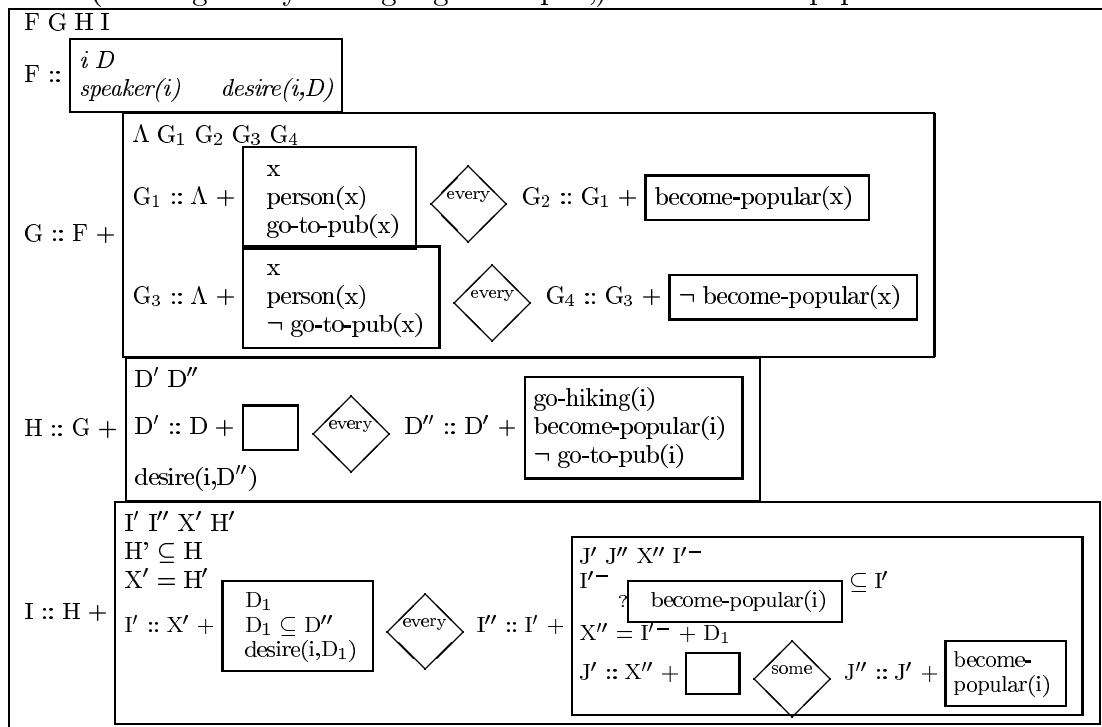 F G H I
i D
F ::
speaker(i) desire(i,D)
Λ G₁ G₂ G₃ G₄
x
G₁ :: Λ + person(x) every G₂ :: G₁ + become-popular(x)
go-to-pub(x)
G :: F +
x
G₃ :: Λ + person(x) every G₄ :: G₃ + ¬ become-popular(x)
¬ go-to-pub(x)
D′ D″
go-hiking(i)
H :: G + D′ :: D + every D″ :: D′ + become-popular(i)
¬ go-to-pub(i)
desire(i,D″)
I′ I″ X′ H′
H' ⊆ H
X′ = H′
J′ J″ X″ I′⁻
I′⁻ ? become-popular(i) ⊆ I′
D₁
I :: H + I′ :: X′ + D₁ ⊆ D″ every I″ :: I′ +
desire(i,D₁)
X″ = I′⁻ + D₁
J′ :: X″ + some J″ :: J′ + become-
popular(i)